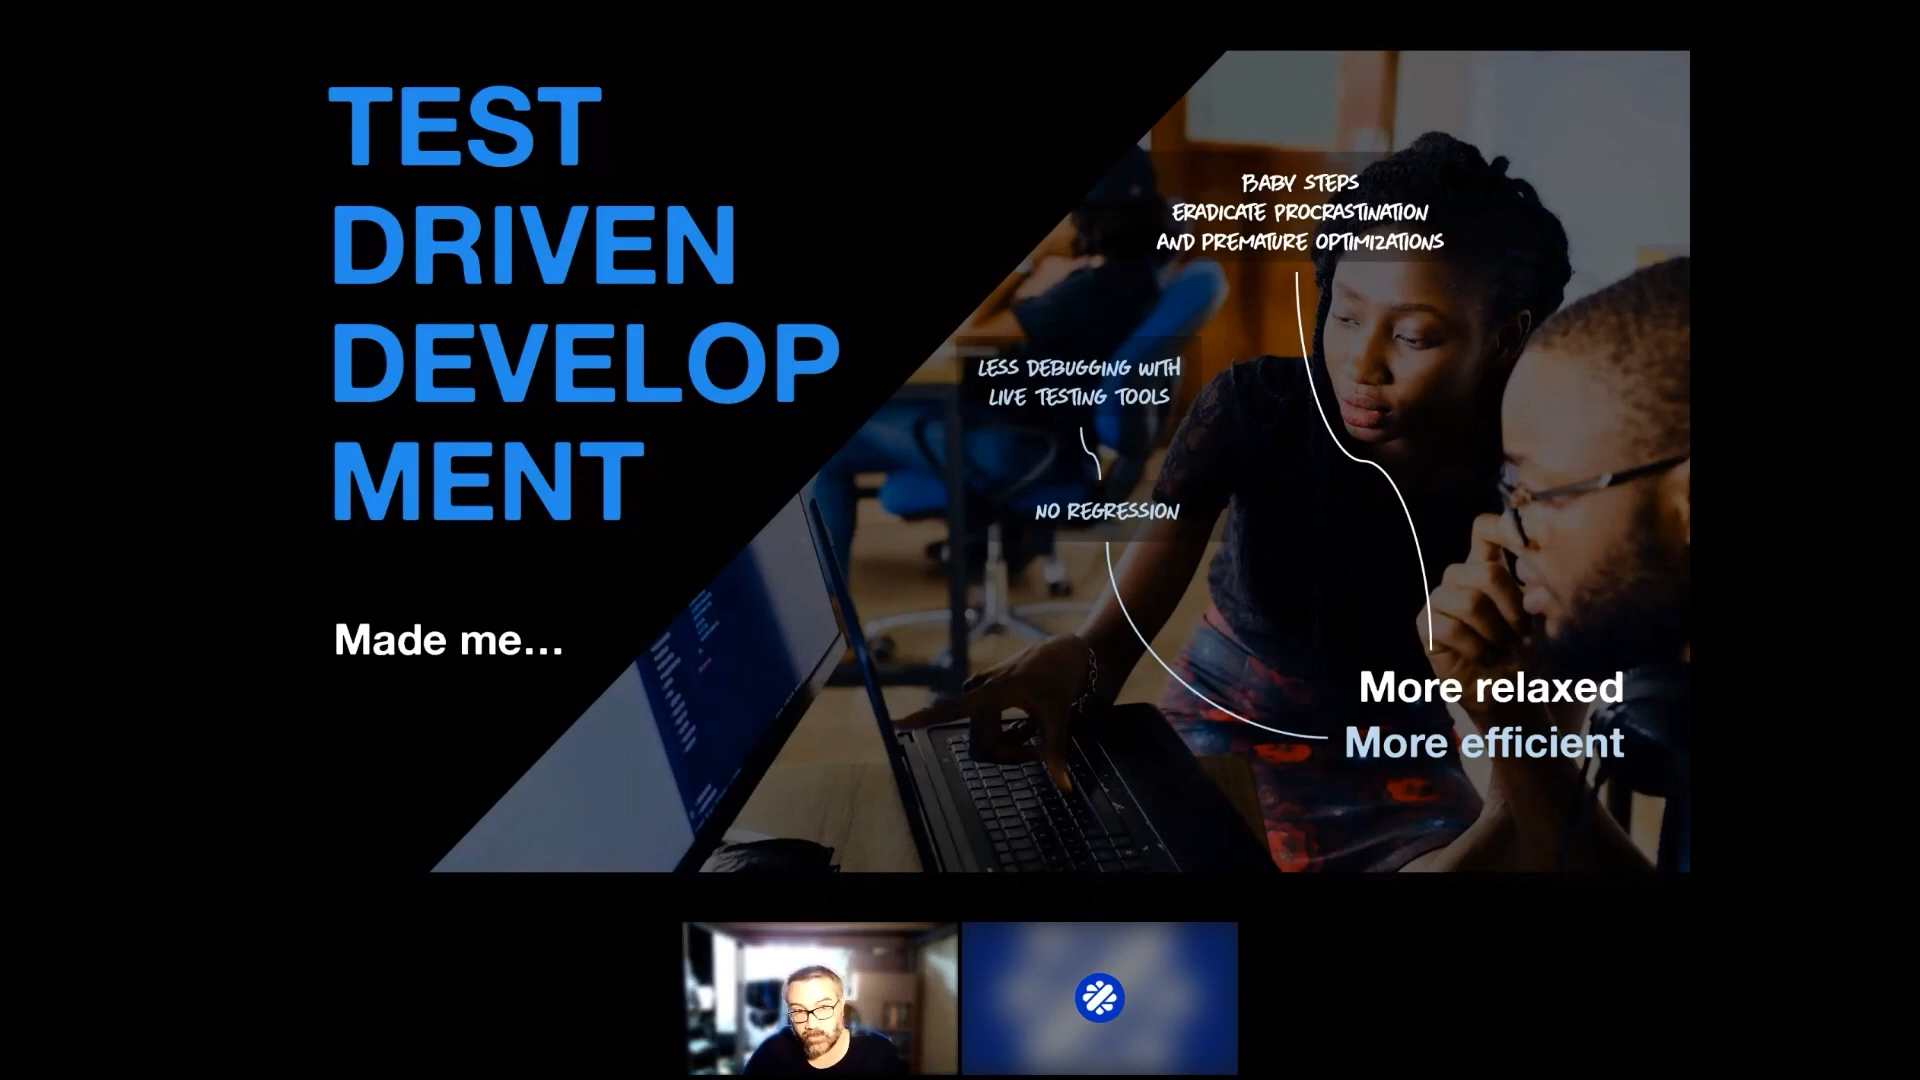 TEST
DRIVEN
DEVELOP
MENT
Made me...
BABY STEPS
ERADICATE PROCRASTINATION
AND PREMATURE OPTIMIZATIONS
LESS DEBUGGING WITH
LIVE TESTING TOOLS
NO REGRESSION
More relaxed
More efficient